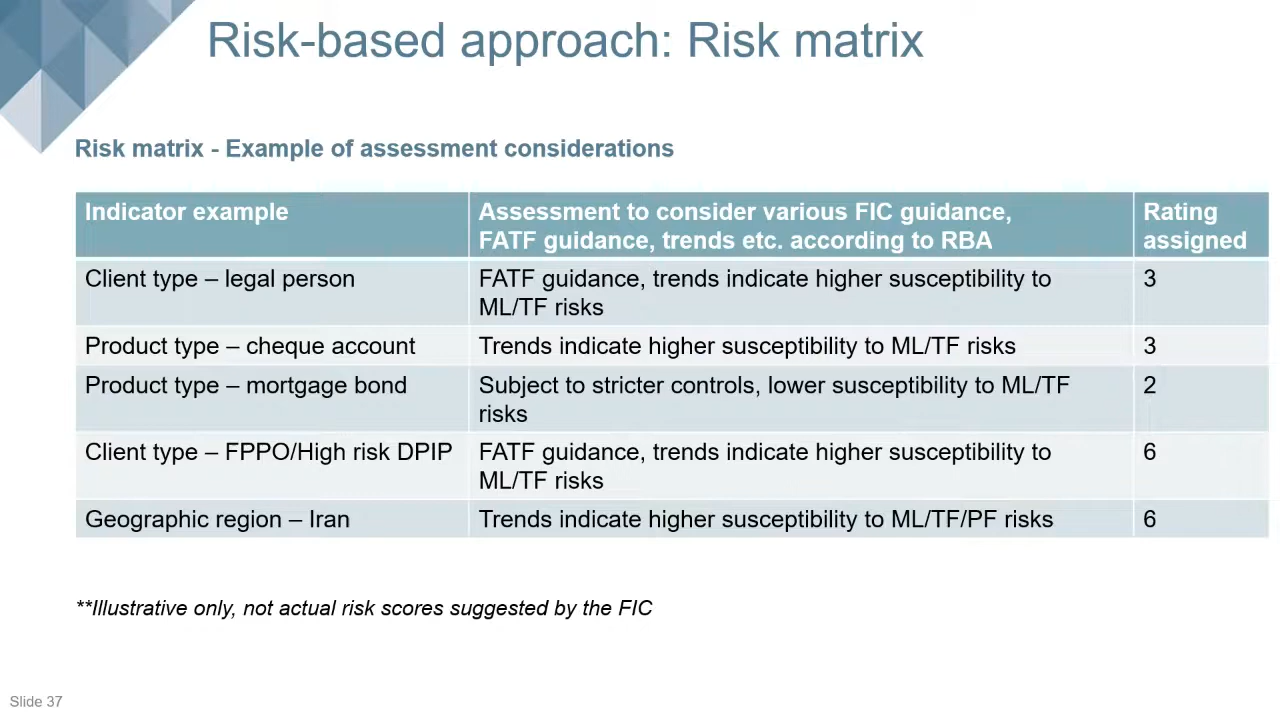 Risk-based approach: Risk matrix
Risk matrix - Example of assessment considerations
Indicator example
Assessment to consider various FIC guidance,
FATF guidance, trends etc. according to RBA
Rating
assigned
Client type – legal person
FATF guidance, trends indicate higher susceptibility to
ML/TF risks
3
Product type – cheque account
Trends indicate higher susceptibility to ML/TF risks
3
Product type – mortgage bond
Subject to stricter controls, lower susceptibility to ML/TF
risks
2
Client type – FPPO/High risk DPIP
FATF guidance, trends indicate higher susceptibility to
ML/TF risks
6
Geographic region – Iran
Trends indicate higher susceptibility to ML/TF/PF risks
6
**Illustrative only, not actual risk scores suggested by the FIC
Slide 37